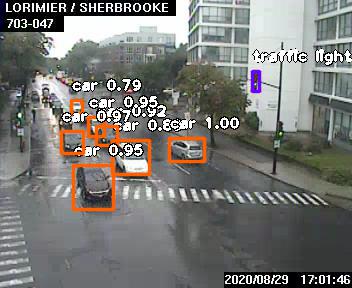 LORIMIER / SHERBROOKE
703-047
traffic light
car 0.79
car 0.95
car 0.97
0.92
car 0.8
car 1.00
car 0.95
2020/08/29 17:01:46